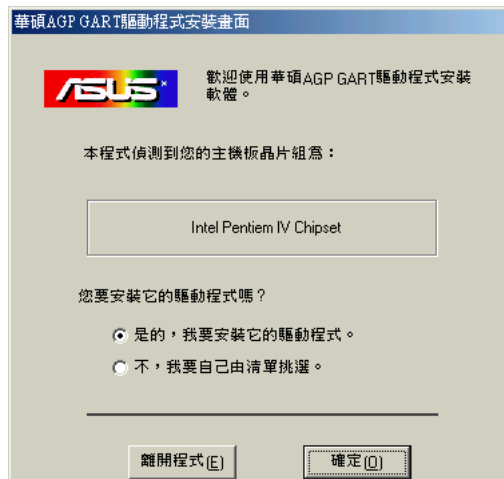 華碩AGP GART驅動程式安裝畫面
ASUS
歡迎使用華碩AGP GART驅動程式安裝
軟體。
本程式偵測到您的主機板晶片組為：
Intel Pentiem IV Chipset
您要安裝它的驅動程式嗎？
是的，我要安裝它的驅動程式。
不，我要自己由清單挑選。
離開程式(E)
確定(O)